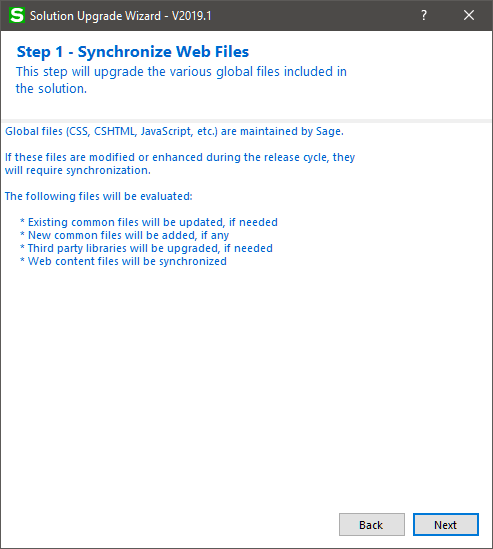 S Solution Upgrade Wizard - V2019.1 ?
Step 1 - Synchronize Web Files
This step will upgrade the various global files included in
the solution.
Global files (CSS, CSHTML, JavaScript, etc.) are maintained by Sage.
If these files are modified or enhanced during the release cycle, they
will require synchronization.
The following files will be evaluated:
* Existing common files will be updated, if needed
* New common files will be added, if any
* Third party libraries will be upgraded, if needed
* Web content files will be synchronized
Back Next